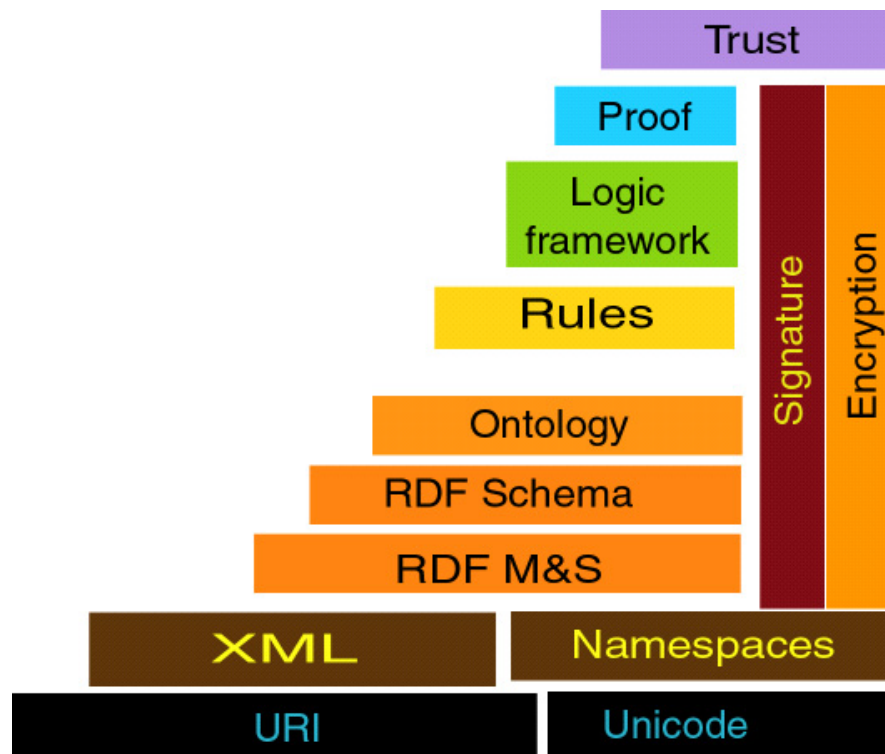 Trust
Proof
Logic
framework
Rules
Ontology
RDF Schema
RDF M&S
Signature
Encryption
XML
Namespaces
URI
Unicode